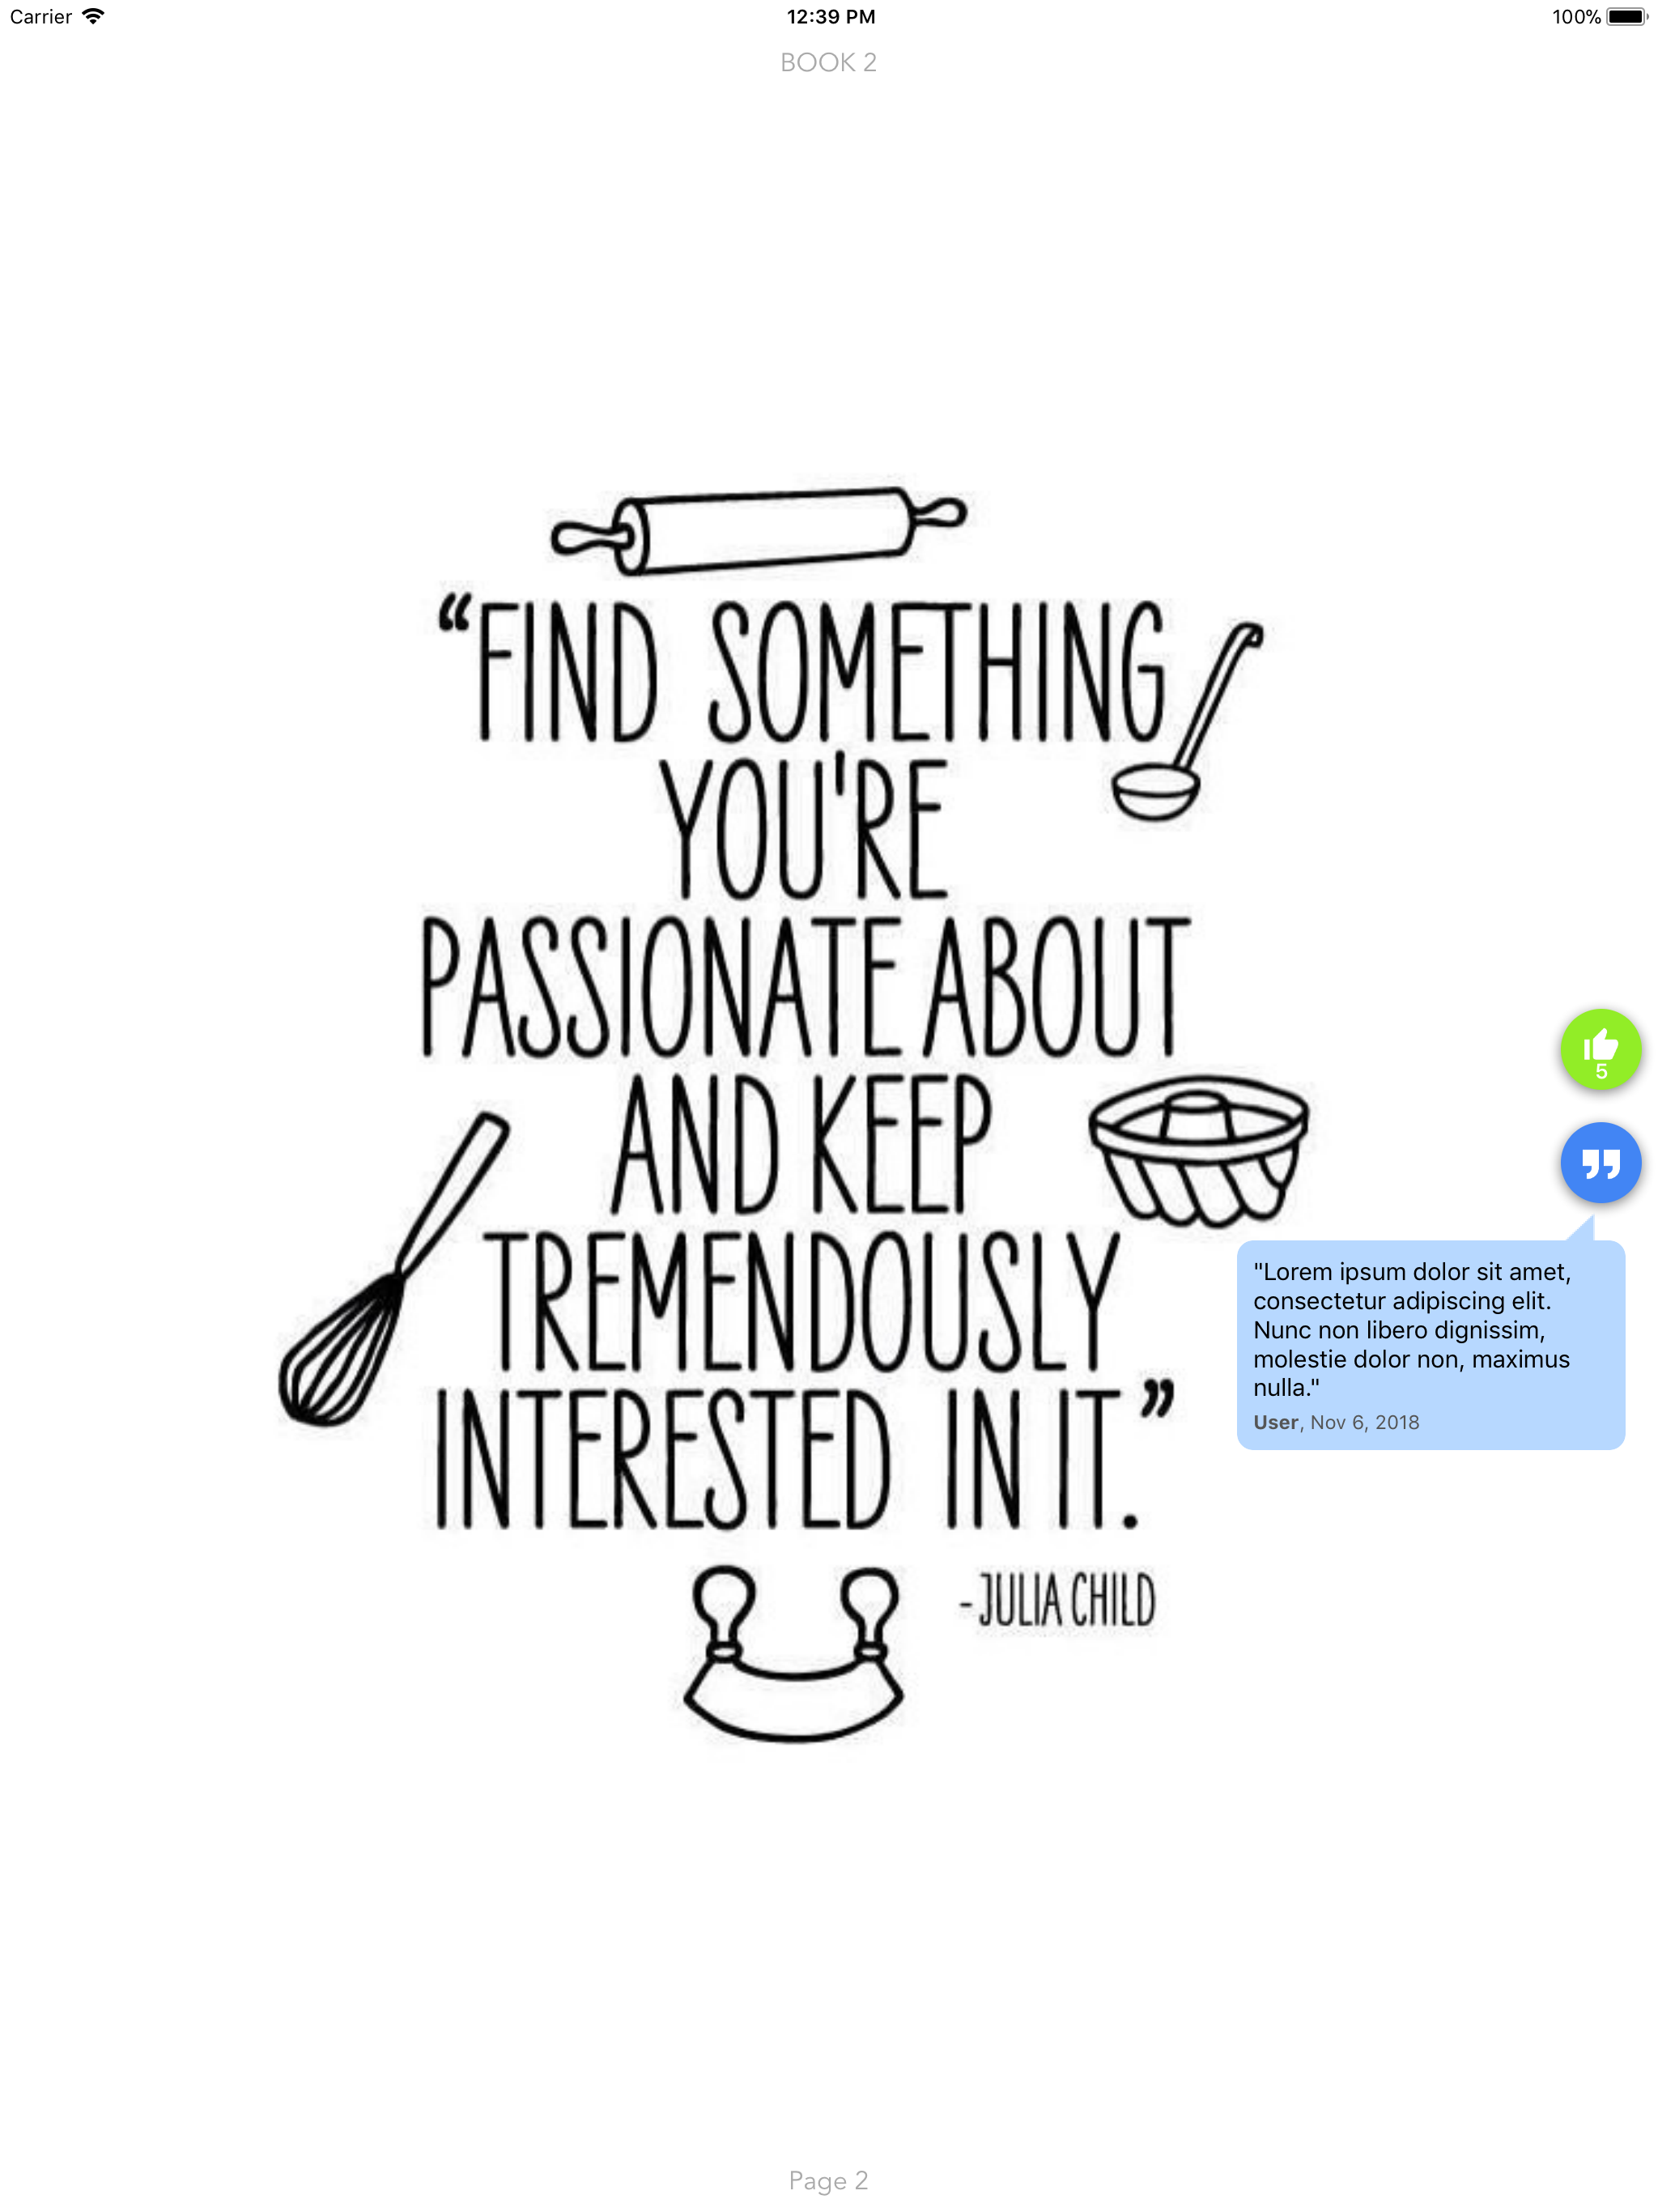 Carrier 12:39 PM 100%
BOOK 2
“FIND SOMETHING
YOU'RE
PASSIONATE ABOUT
AND KEEP
TREMENDOUSLY
INTERESTED IN IT.”
-JULIA CHILD
5
"Lorem ipsum dolor sit amet,
consectetur adipiscing elit.
Nunc non libero dignissim,
molestie dolor non, maximus
nulla."
User, Nov 6, 2018
Page 2